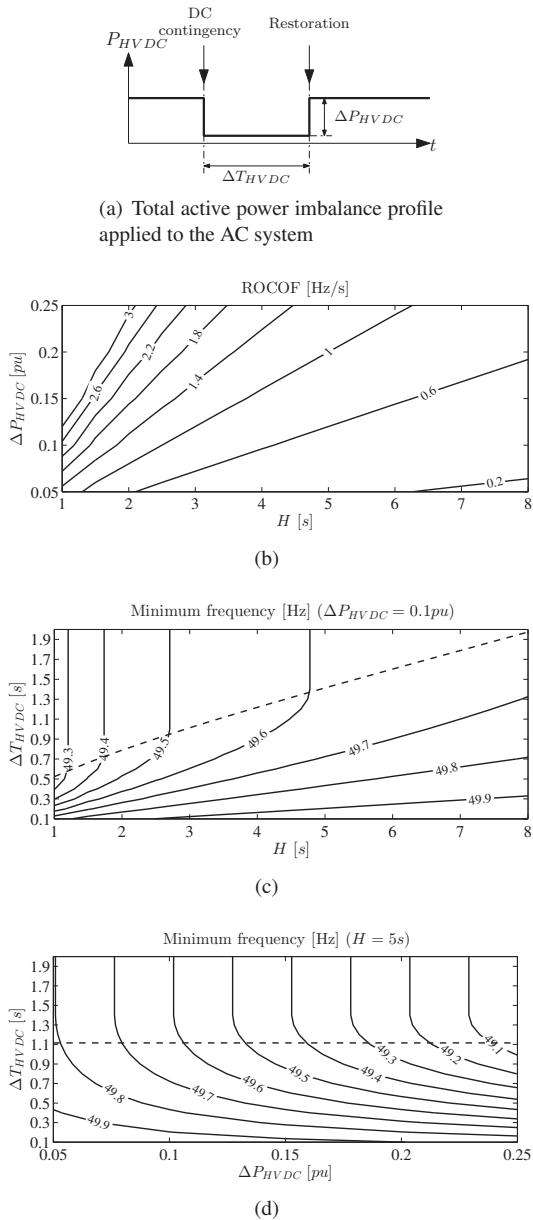 DC
contingency
Restoration
P_HVDC
ΔP_HVDC
t
ΔT_HVDC
(a) Total active power imbalance profile
applied to the AC system
ROCOF [Hz/s]
ΔP_HVDC [pu]
0.25
0.2
0.15
0.1
0.05
3
2.6
2.2
1.8
1.4
1
0.6
0.2
1 2 3 4 5 6 7 8
H [s]
(b)
Minimum frequency [Hz] (ΔP_HVDC = 0.1pu)
ΔT_HVDC [s]
1.9
1.7
1.5
1.3
1.1
0.9
0.7
0.5
0.3
0.1
49.3
49.4
49.5
49.6
49.7
49.8
49.9
1 2 3 4 5 6 7 8
H [s]
(c)
Minimum frequency [Hz] (H = 5s)
ΔT_HVDC [s]
1.9
1.7
1.5
1.3
1.1
0.9
0.7
0.5
0.3
0.1
49.9
49.8
49.7
49.6
49.5
49.4
49.3
49.2
49.1
0.05 0.1 0.15 0.2 0.25
ΔP_HVDC [pu]
(d)